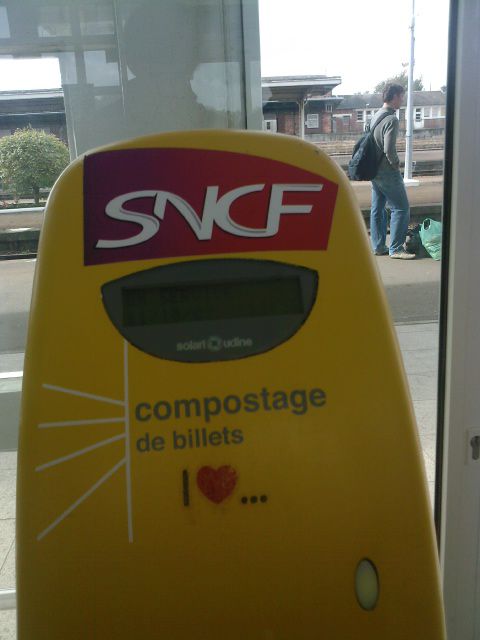 SNCF
solari udine
compostage
de billets
I ❤ ...